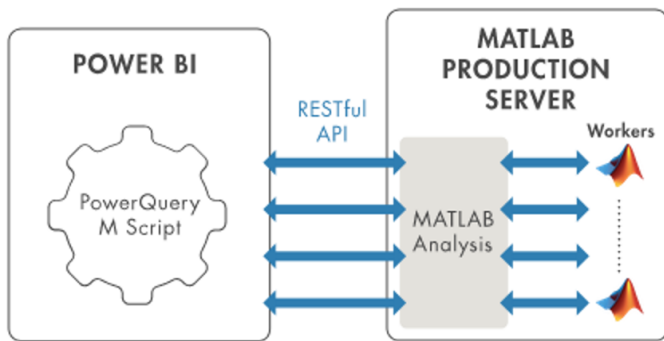 POWER BI
PowerQuery
M Script
RESTful
API
MATLAB
PRODUCTION
SERVER
Workers
MATLAB
Analysis